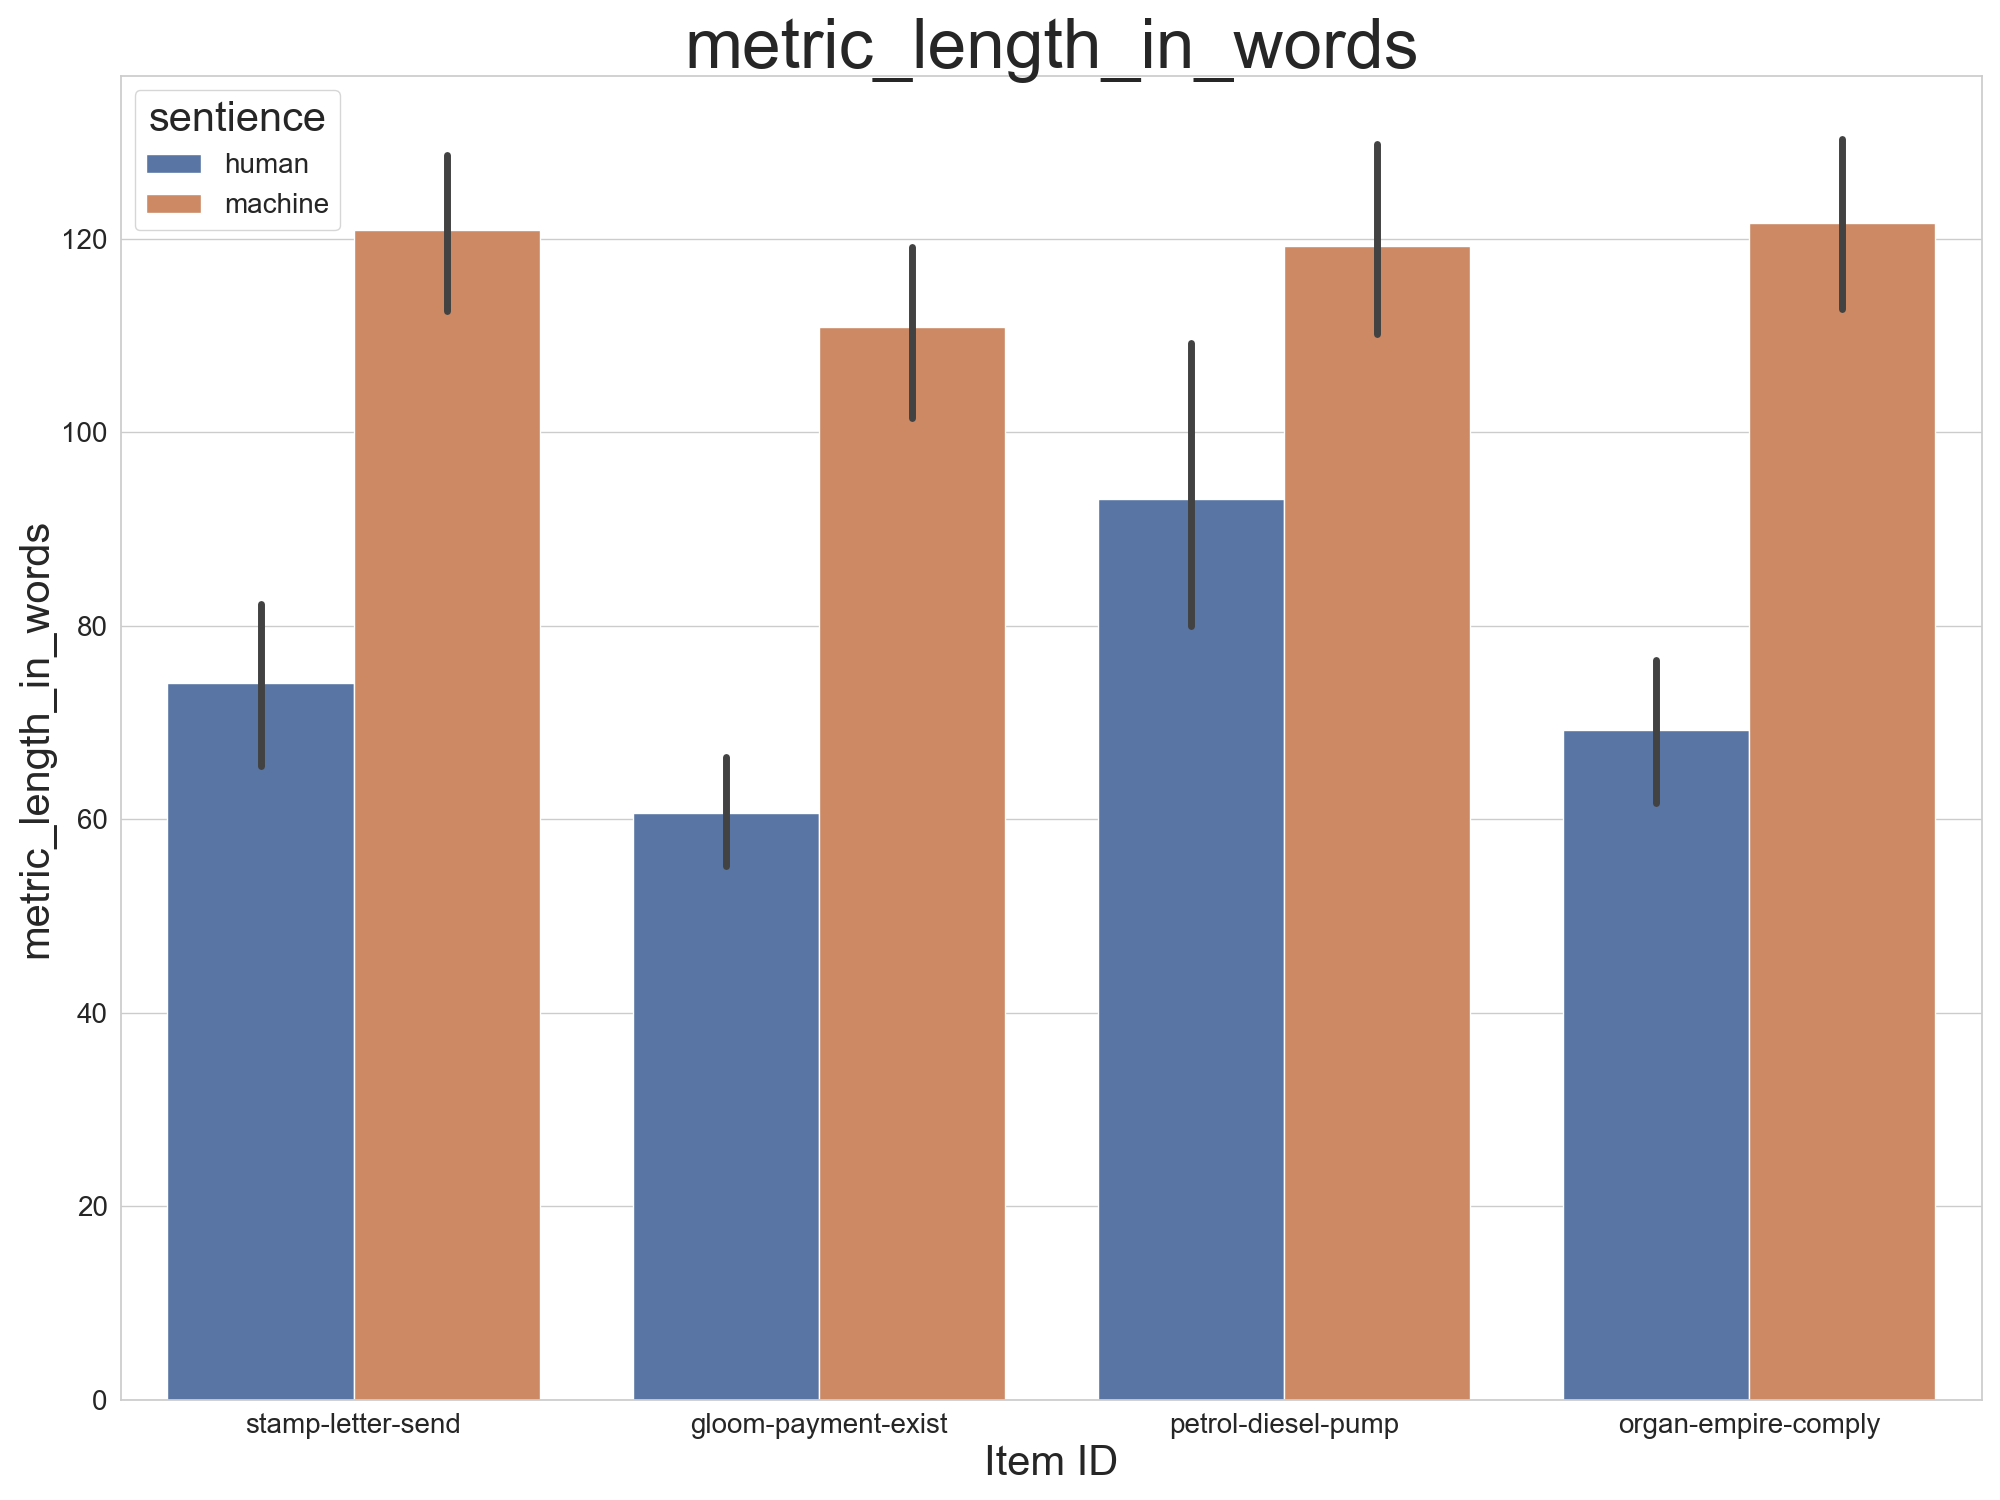 metric_length_in_words
sentience
human
machine
metric_length_in_words
120
100
80
60
40
20
0
stamp-letter-send gloom-payment-exist petrol-diesel-pump organ-empire-comply
Item ID